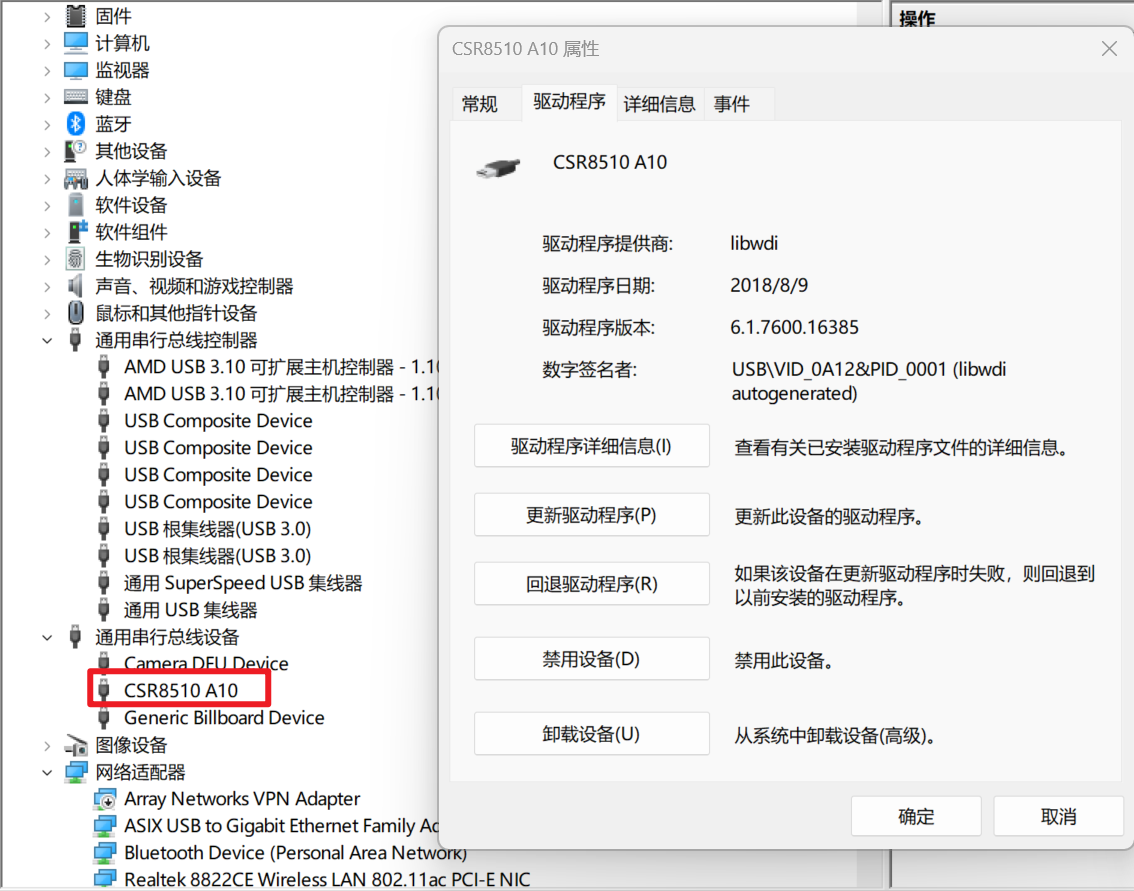 固件
计算机
监视器
键盘
蓝牙
其他设备
人体学输入设备
软件设备
软件组件
生物识别设备
声音、视频和游戏控制器
鼠标和其他指针设备
通用串行总线控制器
AMD USB 3.10 可扩展主机控制器 - 1.10
AMD USB 3.10 可扩展主机控制器 - 1.10
USB Composite Device
USB Composite Device
USB Composite Device
USB Composite Device
USB 根集线器(USB 3.0)
USB 根集线器(USB 3.0)
通用 SuperSpeed USB 集线器
通用 USB 集线器
通用串行总线设备
Camera DFU Device
CSR8510 A10
Generic Billboard Device
图像设备
网络适配器
Array Networks VPN Adapter
ASIX USB to Gigabit Ethernet Family Ad
Bluetooth Device (Personal Area Network)
Realtek 8822CE Wireless LAN 802.11ac PCI-E NIC
操作
CSR8510 A10 属性
常规 驱动程序 详细信息 事件
CSR8510 A10
驱动程序提供商: libwdi
驱动程序日期: 2018/8/9
驱动程序版本: 6.1.7600.16385
数字签名者: USB\VID_0A12&PID_0001 (libwdi
autogenerated)
驱动程序详细信息(I) 查看有关已安装驱动程序文件的详细信息。
更新驱动程序(P) 更新此设备的驱动程序。
回退驱动程序(R) 如果该设备在更新驱动程序时失败，则回退到
以前安装的驱动程序。
禁用设备(D) 禁用此设备。
卸载设备(U) 从系统中卸载设备(高级)。
确定 取消